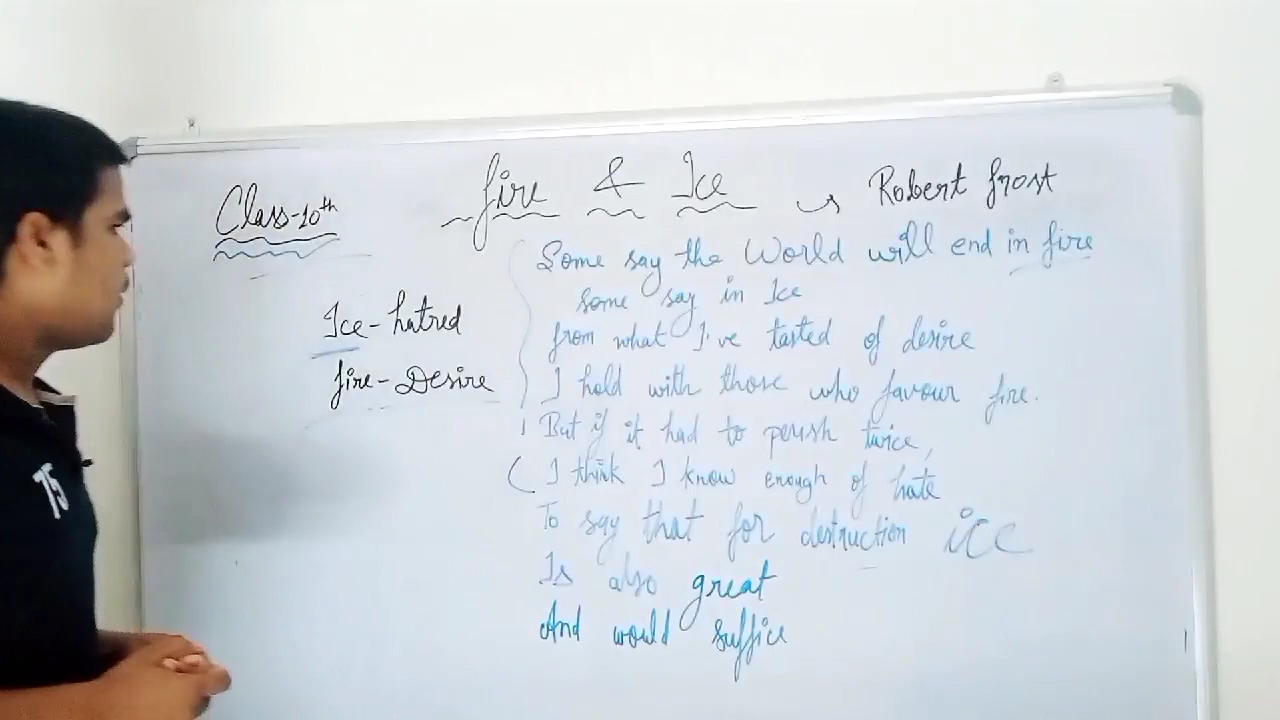 Class-10th
fire & Ice
Robert frost
Ice - hatred
fire - Desire
Some say the World will end in fire
some say in Ice
from what I've tasted of desire
I hold with those who favour fire.
But if it had to perish twice,
I think I know enough of hate
To say that for destruction ice
Is also great
And would suffice
75